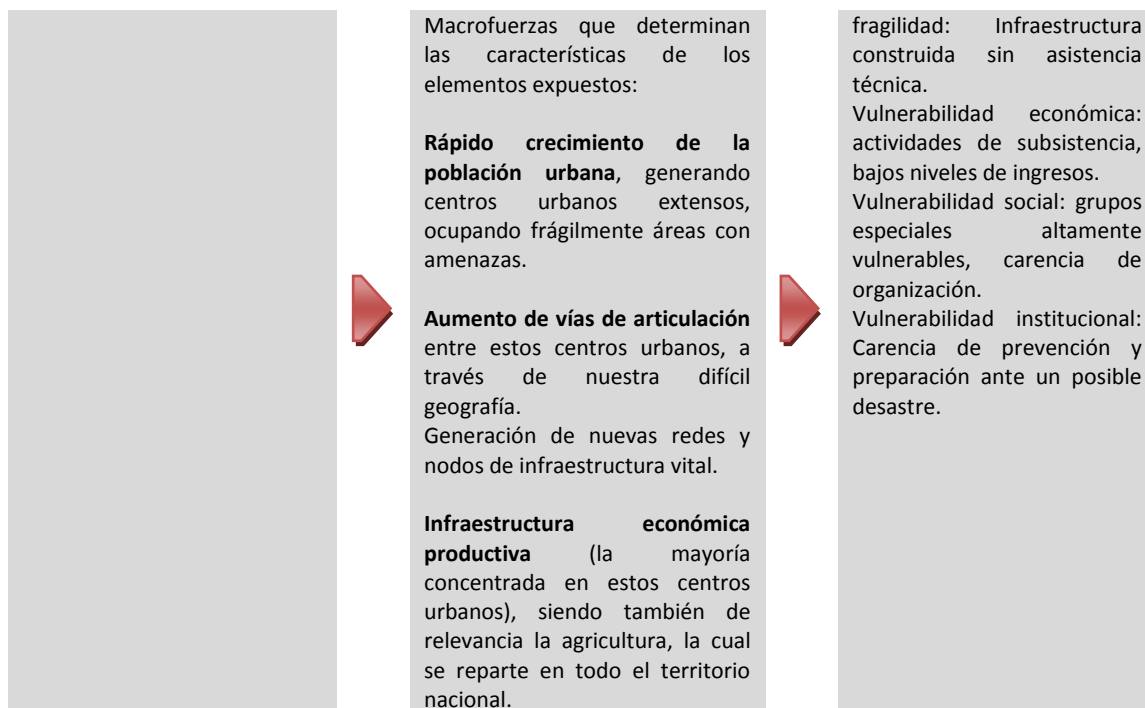 Macrofuerzas que determinan
las características de los
elementos expuestos:
Rápido crecimiento de la
población urbana, generando
centros urbanos extensos,
ocupando frágilmente áreas con
amenazas.
Aumento de vías de articulación
entre estos centros urbanos, a
través de nuestra difícil
geografía.
Generación de nuevas redes y
nodos de infraestructura vital.
Infraestructura económica
productiva (la mayoría
concentrada en estos centros
urbanos), siendo también de
relevancia la agricultura, la cual
se reparte en todo el territorio
nacional.
fragilidad: Infraestructura
construida sin asistencia
técnica.
Vulnerabilidad económica:
actividades de subsistencia,
bajos niveles de ingresos.
Vulnerabilidad social: grupos
especiales altamente
vulnerables, carencia de
organización.
Vulnerabilidad institucional:
Carencia de prevención y
preparación ante un posible
desastre.